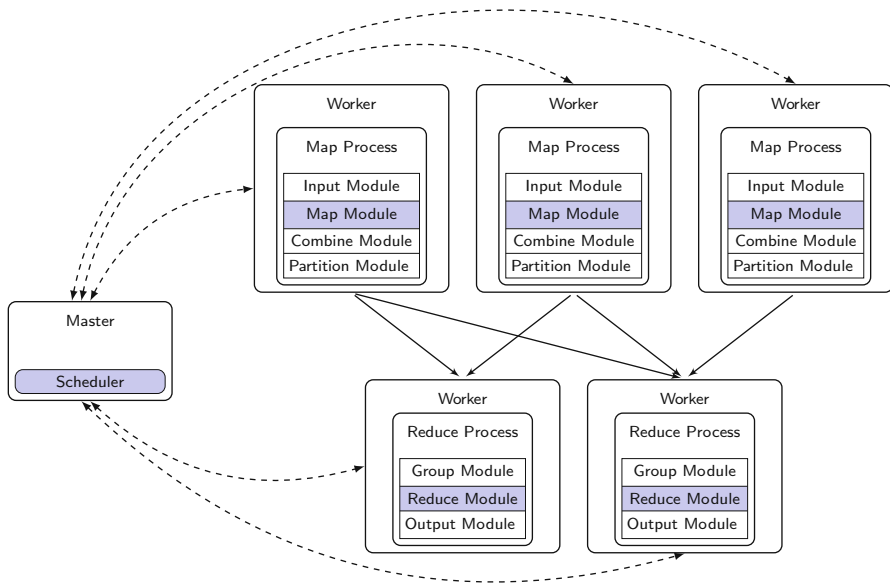 Worker
Map Process
Input Module
Map Module
Combine Module
Partition Module
Worker
Map Process
Input Module
Map Module
Combine Module
Partition Module
Worker
Map Process
Input Module
Map Module
Combine Module
Partition Module
Master
Scheduler
Worker
Reduce Process
Group Module
Reduce Module
Output Module
Worker
Reduce Process
Group Module
Reduce Module
Output Module